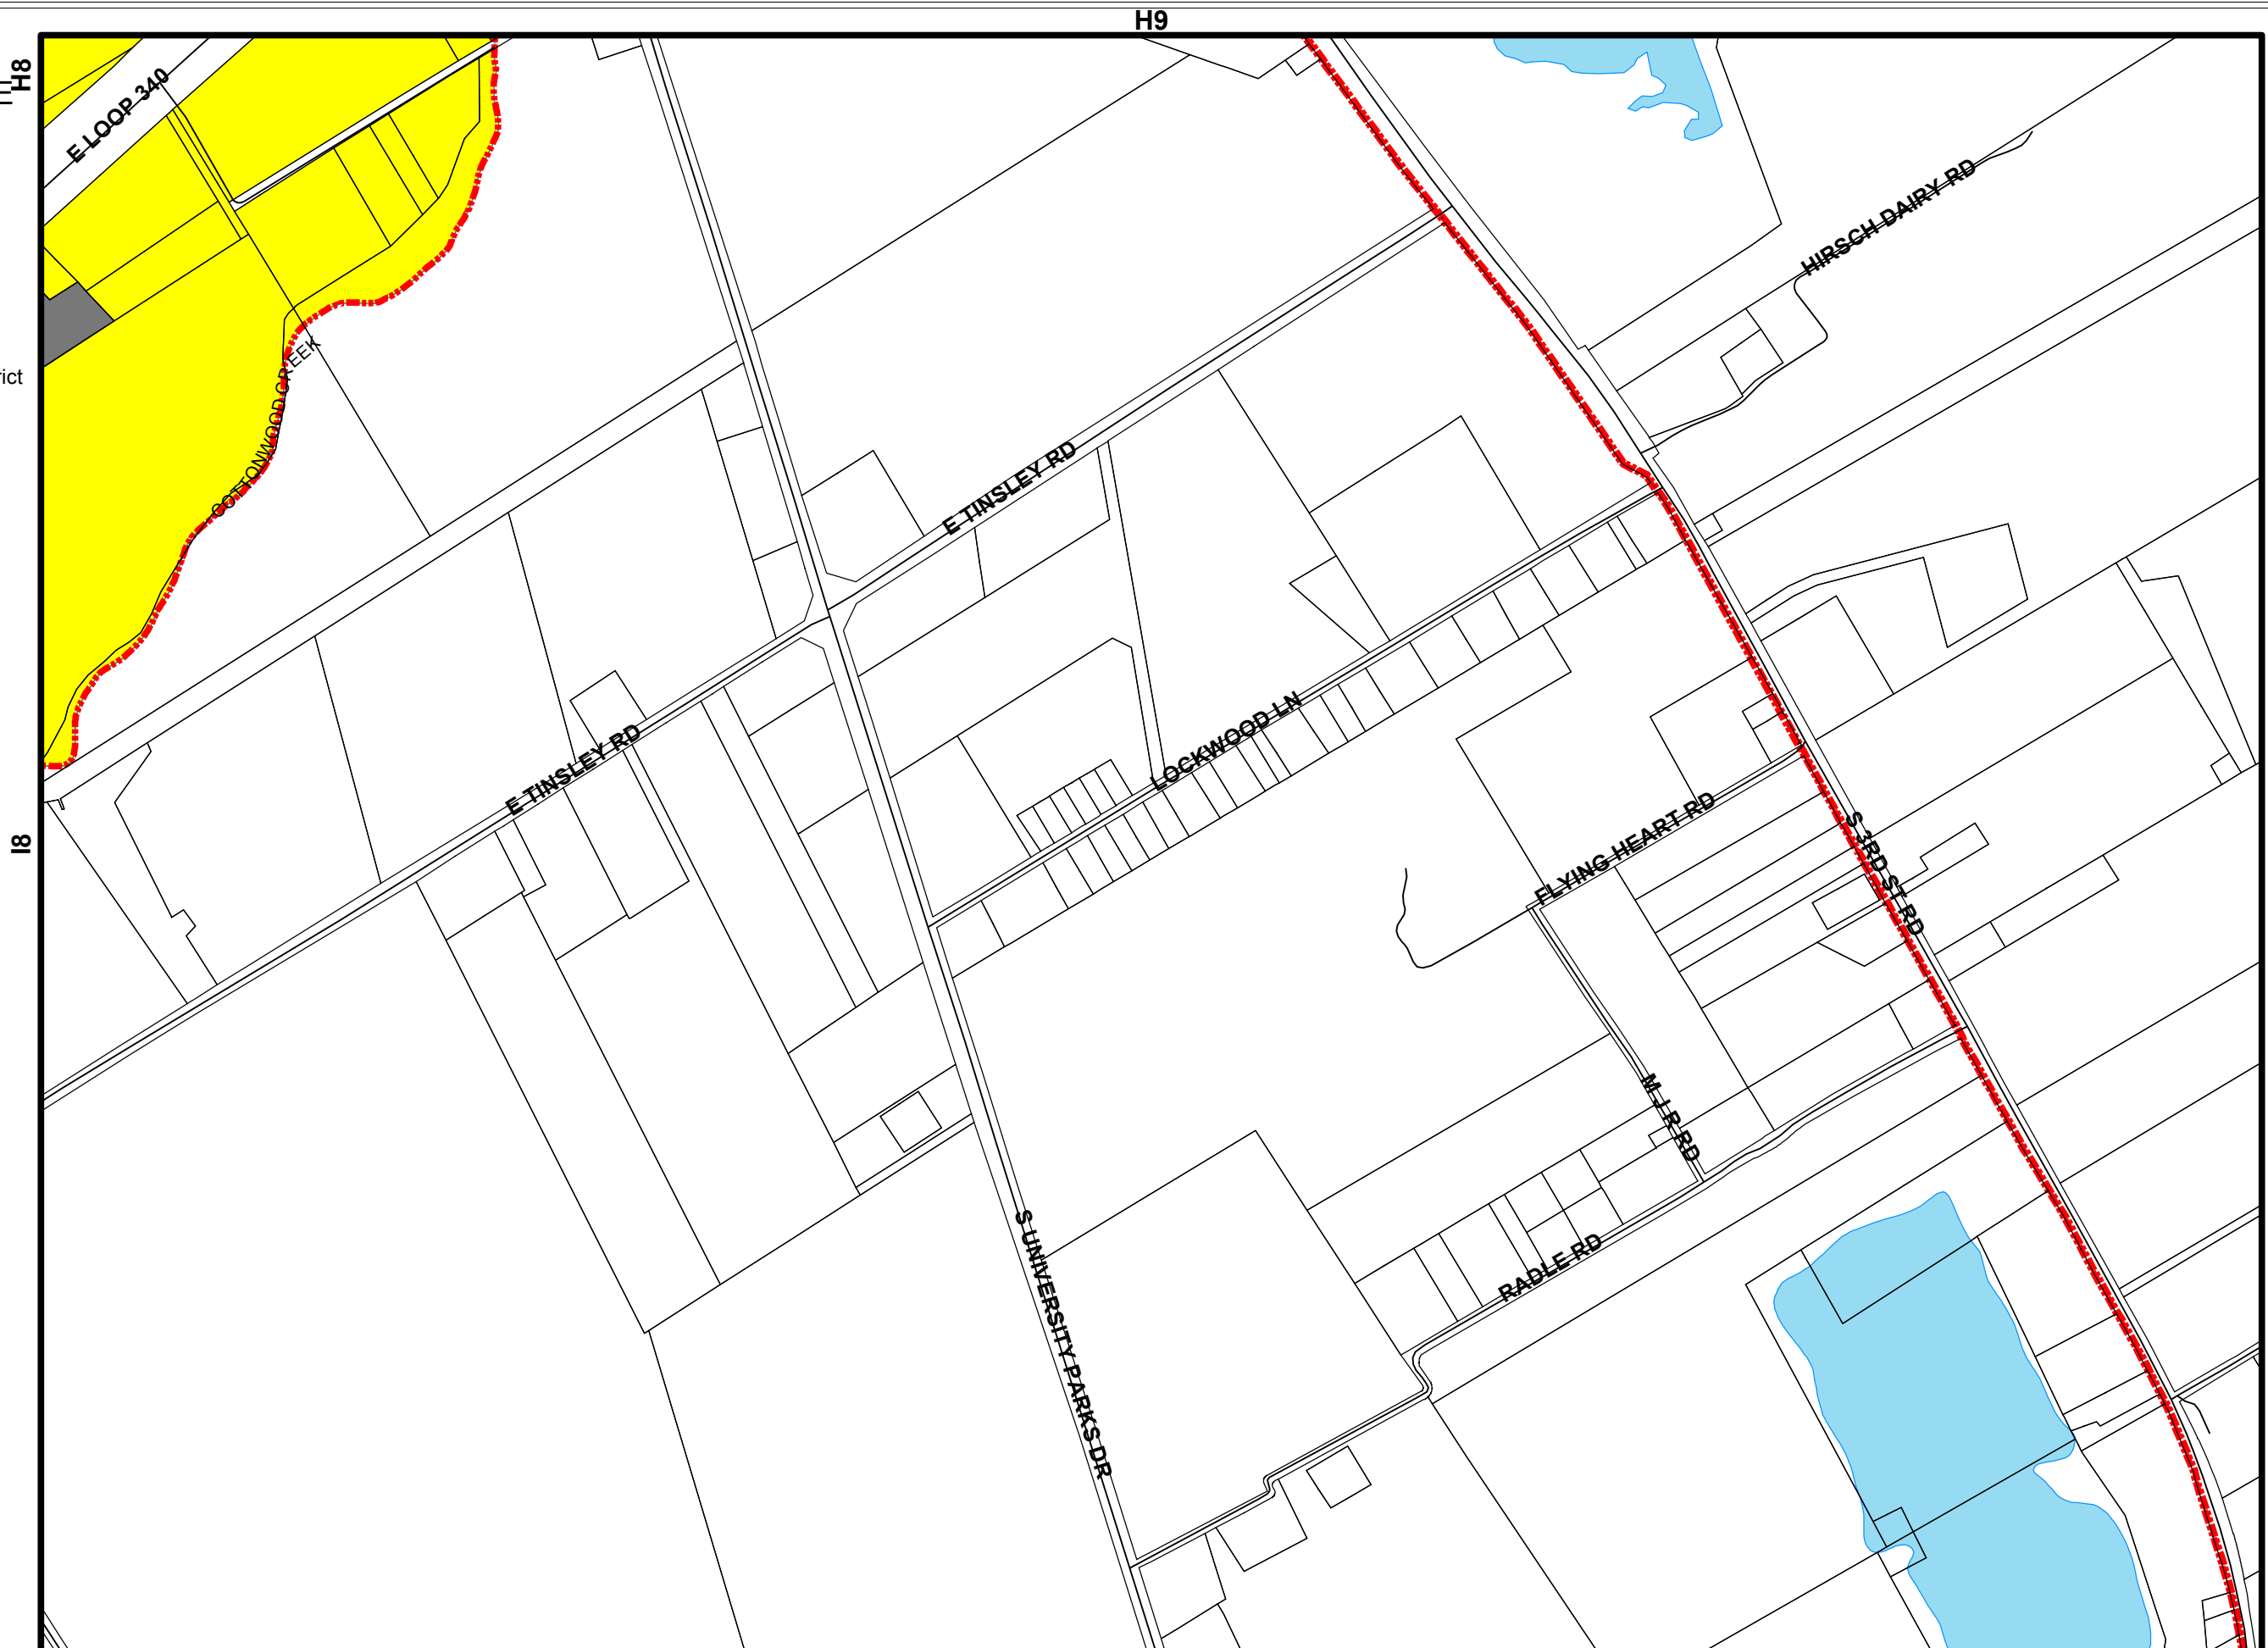 H9
H8
E LOOP 340
HIRSCH DAIRY RD
COTTONWOOD CREEK
rict
E TINSLEY RD
LOCKWOOD LN
E TINSLEY RD
I8
FLYING HEART RD
S 3RD ST RD
M J R RD
S UNIVERSITY PARKS DR
RADLE RD